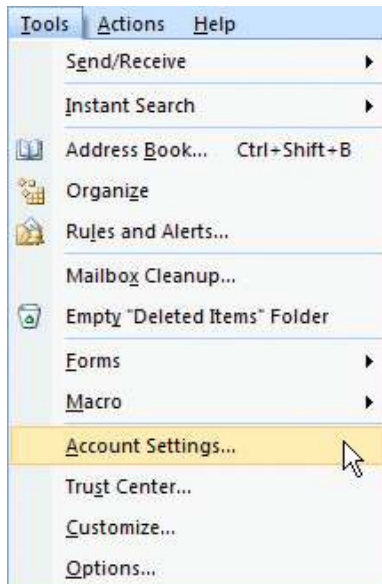 Tools Actions Help
Send/Receive
Instant Search
Address Book... Ctrl+Shift+B
Organize
Rules and Alerts...
Mailbox Cleanup...
Empty "Deleted Items" Folder
Forms
Macro
Account Settings...
Trust Center...
Customize...
Options...